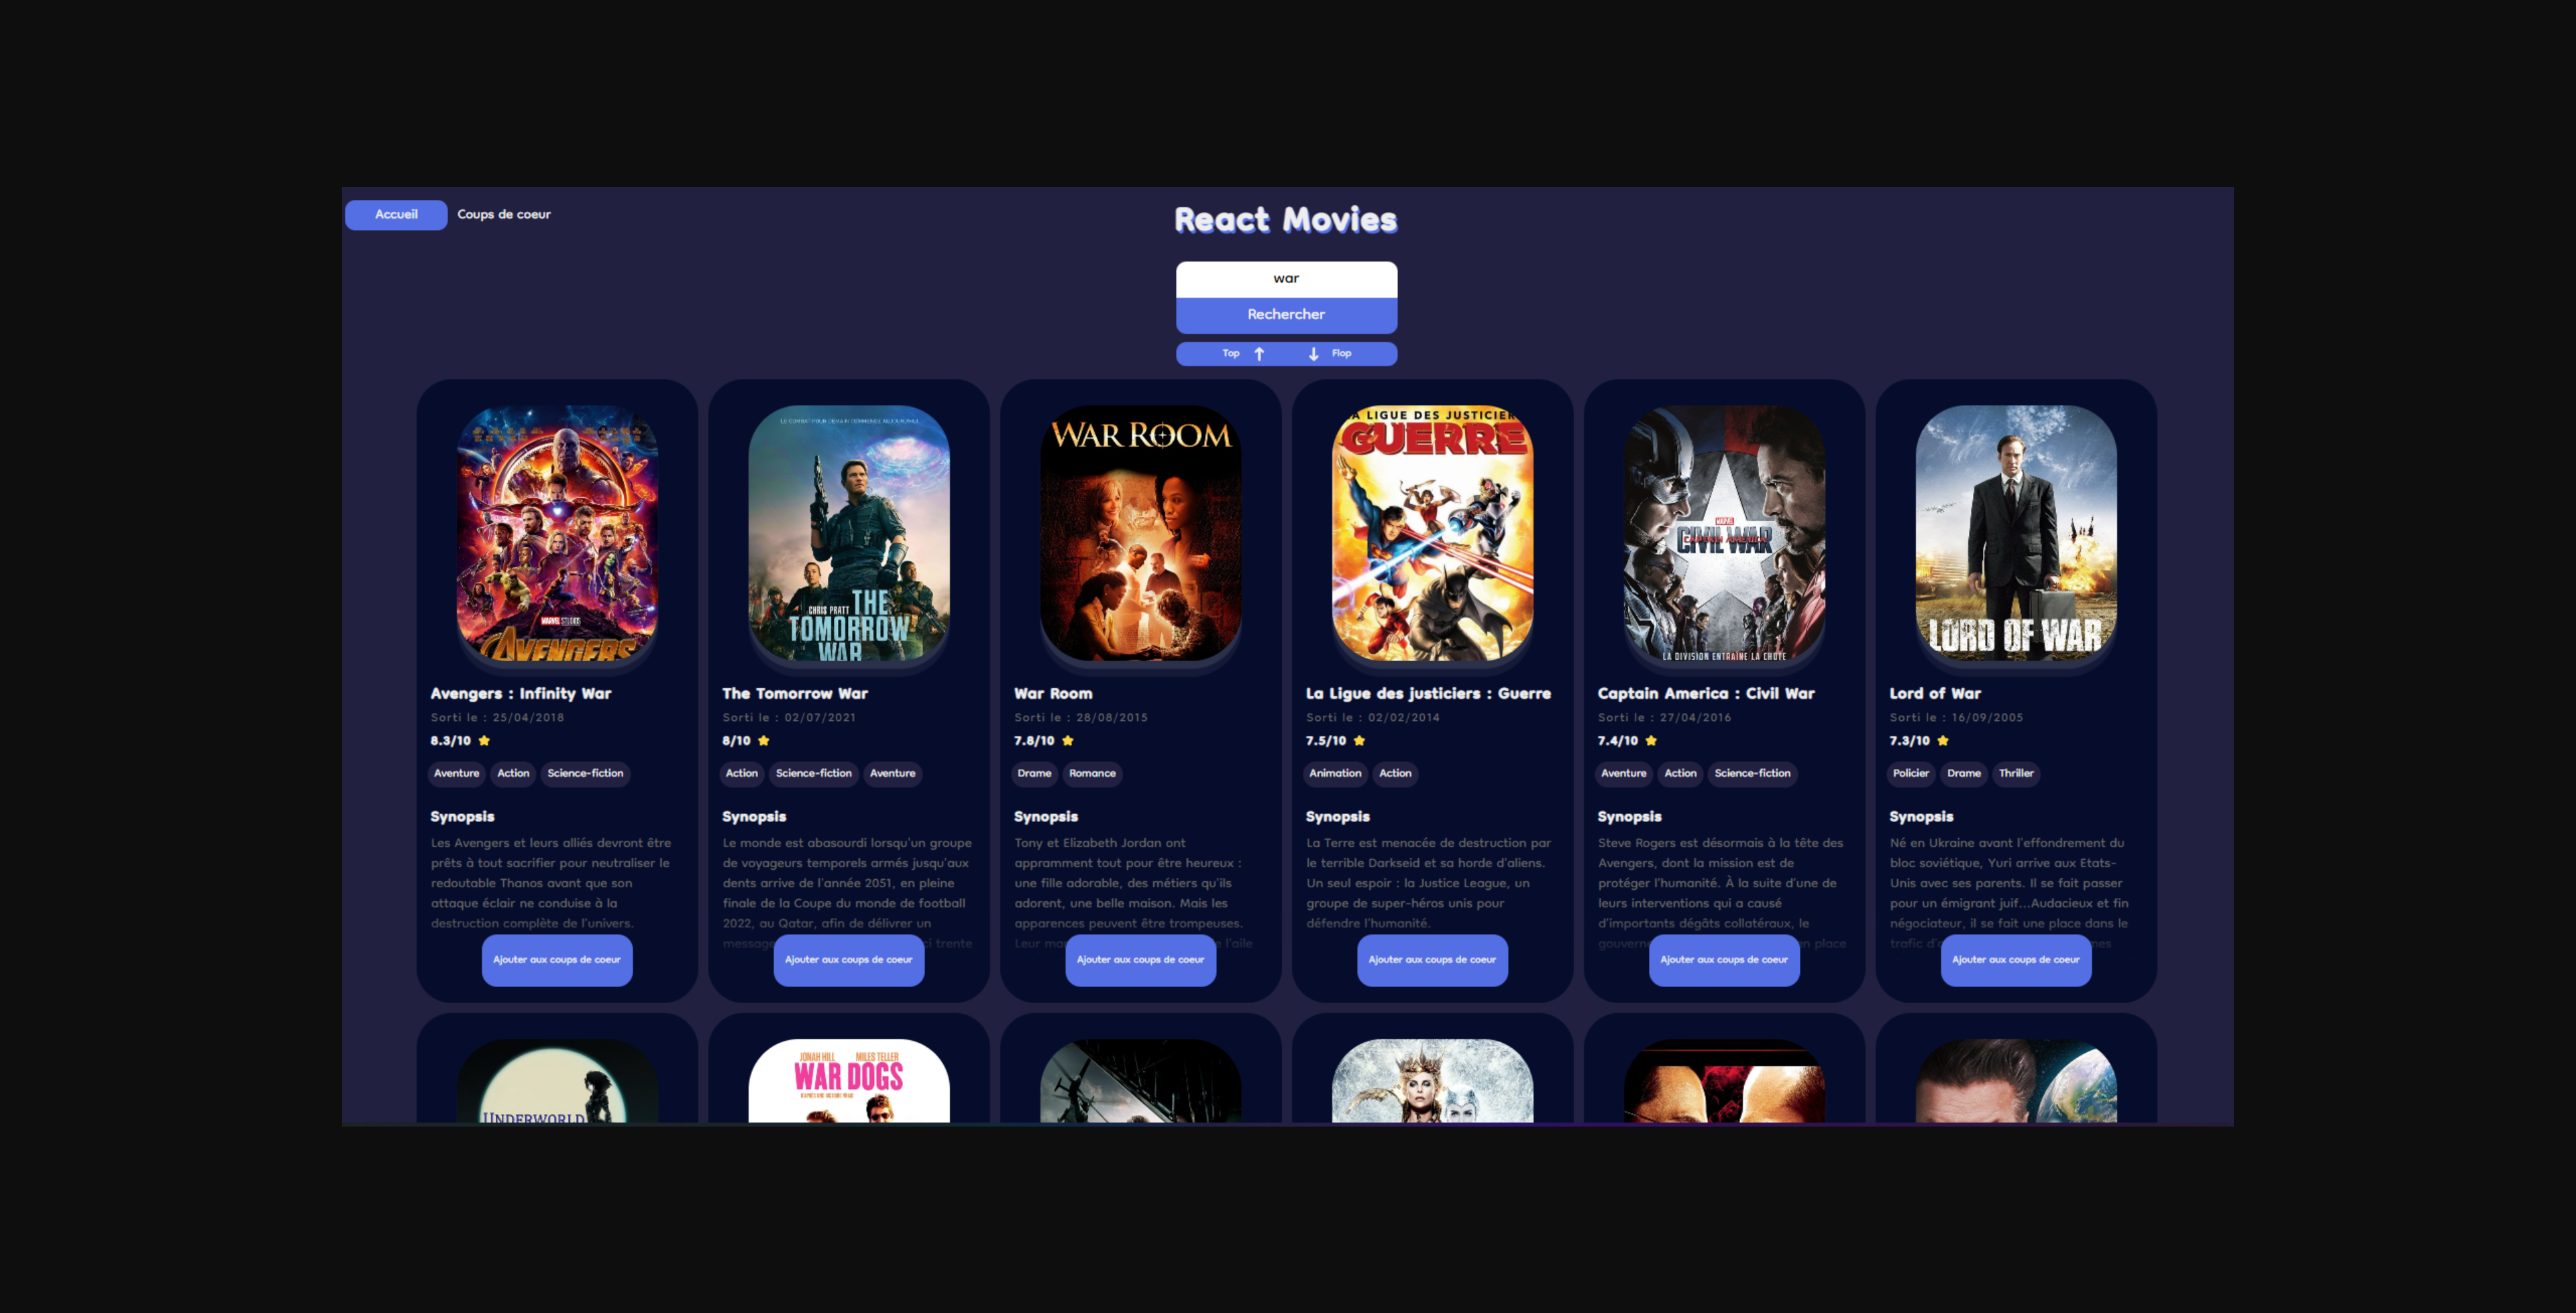 Accueil
Coups de coeur
React Movies
war
Rechercher
Top ↑ ↓ Flop
MARVEL STUDIOS
AVENGERS
Avengers : Infinity War
Sorti le : 25/04/2018
8.3/10
Aventure Action Science-fiction
Synopsis
Les Avengers et leurs alliés devront être
prêts à tout sacrifier pour neutraliser le
redoutable Thanos avant que son
attaque éclair ne conduise à la
destruction complète de l'univers.
Ajouter aux coups de coeur
CHRIS PRATT THE
TOMORROW
WAR
The Tomorrow War
Sorti le : 02/07/2021
8/10
Action Science-fiction Aventure
Synopsis
Le monde est abasourdi lorsqu'un groupe
de voyageurs temporels armés jusqu'aux
dents arrive de l'année 2051, en pleine
finale de la Coupe du monde de football
2022, au Qatar, afin de délivrer un
message ci trente
Ajouter aux coups de coeur
WAR ROOM
War Room
Sorti le : 28/08/2015
7.8/10
Drame Romance
Synopsis
Tony et Elizabeth Jordan ont
appramment tout pour être heureux :
une fille adorable, des métiers qu'ils
adorent, une belle maison. Mais les
apparences peuvent être trompeuses.
Leur l'aile
Ajouter aux coups de coeur
LA LIGUE DES JUSTICIER
GUERRE
La Ligue des justiciers : Guerre
Sorti le : 02/02/2014
7.5/10
Animation Action
Synopsis
La Terre est menacée de destruction par
le terrible Darkseid et sa horde d'aliens.
Un seul espoir : la Justice League, un
groupe de super-héros unis pour
défendre l'humanité.
Ajouter aux coups de coeur
MARVEL
CAPTAIN AMERICA
CIVIL WAR
LA DIVISION ENTRAÎNE LA CHUTE
Captain America : Civil War
Sorti le : 27/04/2016
7.4/10
Aventure Action Science-fiction
Synopsis
Steve Rogers est désormais à la tête des
Avengers, dont la mission est de
protéger l'humanité. À la suite d'une de
leurs interventions qui a causé
d'importants dégâts collatéraux, le
gouverne en place
Ajouter aux coups de coeur
LORD OF WAR
Lord of War
Sorti le : 16/09/2005
7.3/10
Policier Drame Thriller
Synopsis
Né en Ukraine avant l'effondrement du
bloc soviétique, Yuri arrive aux Etats-
Unis avec ses parents. Il se fait passer
pour un émigrant juif...Audacieux et fin
négociateur, il se fait une place dans le
trafic d'
Ajouter aux coups de coeur
UNDERWORLD
JONAH HILL MILES TELLER
WAR DOGS